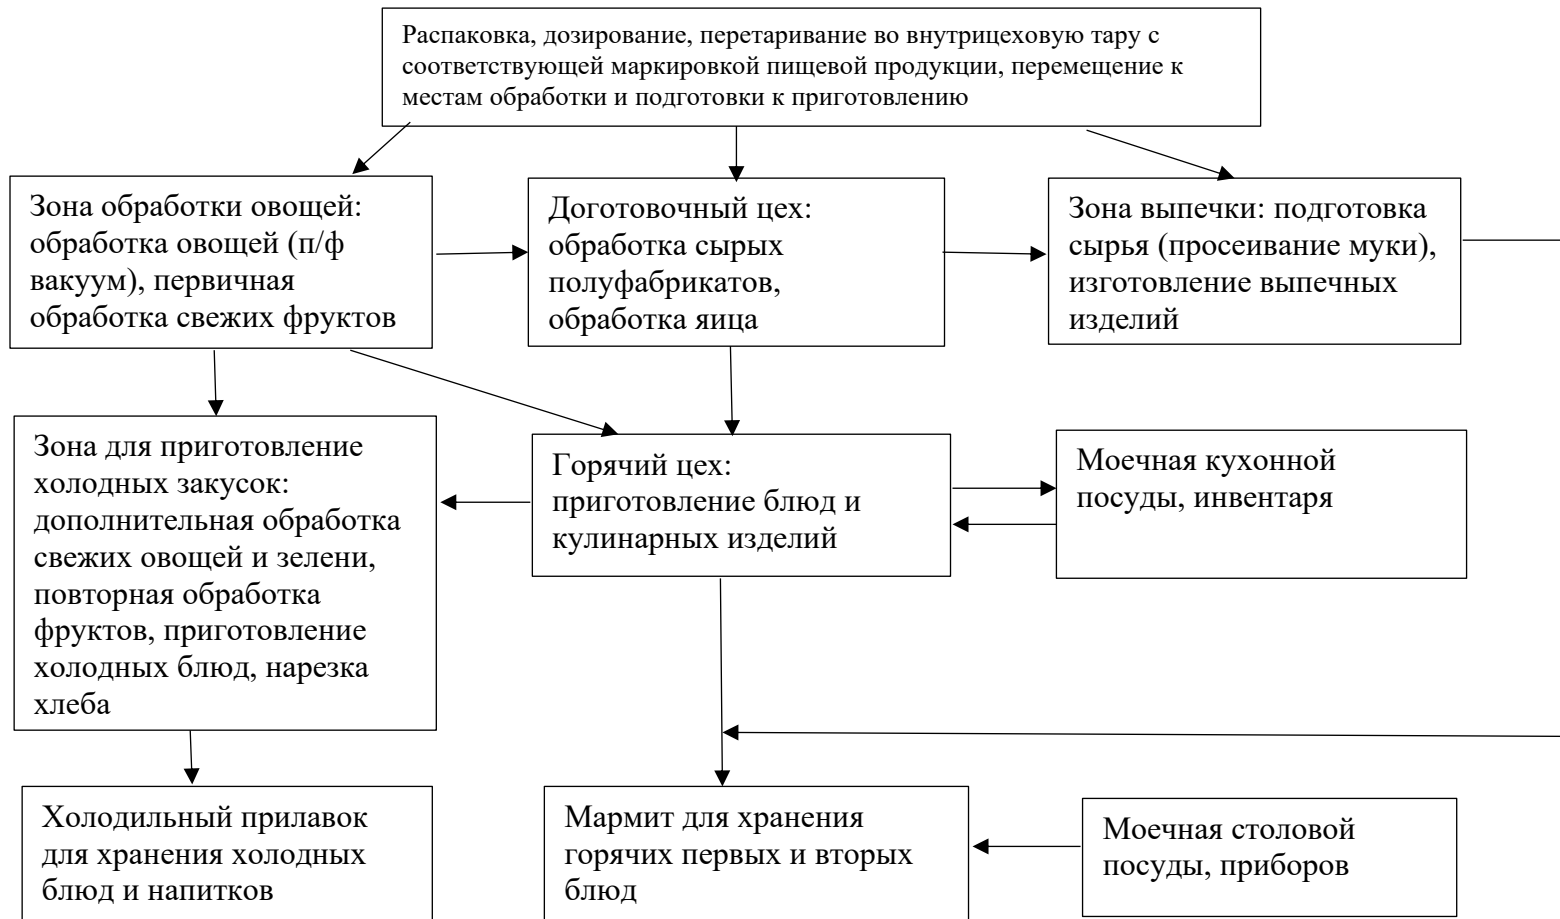 Распаковка, дозирование, перетаривание во внутрицеховую тару с
соответствующей маркировкой пищевой продукции, перемещение к
местам обработки и подготовки к приготовлению
Зона обработки овощей:
обработка овощей (п/ф
вакуум), первичная
обработка свежих фруктов
Доготовочный цех:
обработка сырых
полуфабрикатов,
обработка яица
Зона выпечки: подготовка
сырья (просеивание муки),
изготовление выпечных
изделий
Зона для приготовление
холодных закусок:
дополнительная обработка
свежих овощей и зелени,
повторная обработка
фруктов, приготовление
холодных блюд, нарезка
хлеба
Горячий цех:
приготовление блюд и
кулинарных изделий
Моечная кухонной
посуды, инвентаря
Холодильный прилавок
для хранения холодных
блюд и напитков
Мармит для хранения
горячих первых и вторых
блюд
Моечная столовой
посуды, приборов